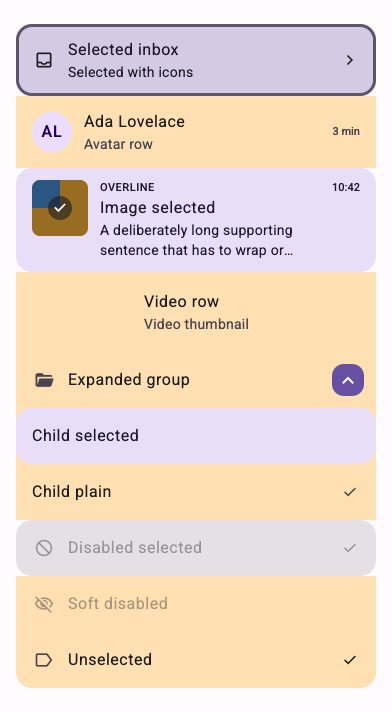 Selected inbox
Selected with icons
AL
Ada Lovelace
3 min
Avatar row
OVERLINE
10:42
Image selected
A deliberately long supporting
sentence that has to wrap or…
Video row
Video thumbnail
Expanded group
Child selected
Child plain
Disabled selected
Soft disabled
Unselected